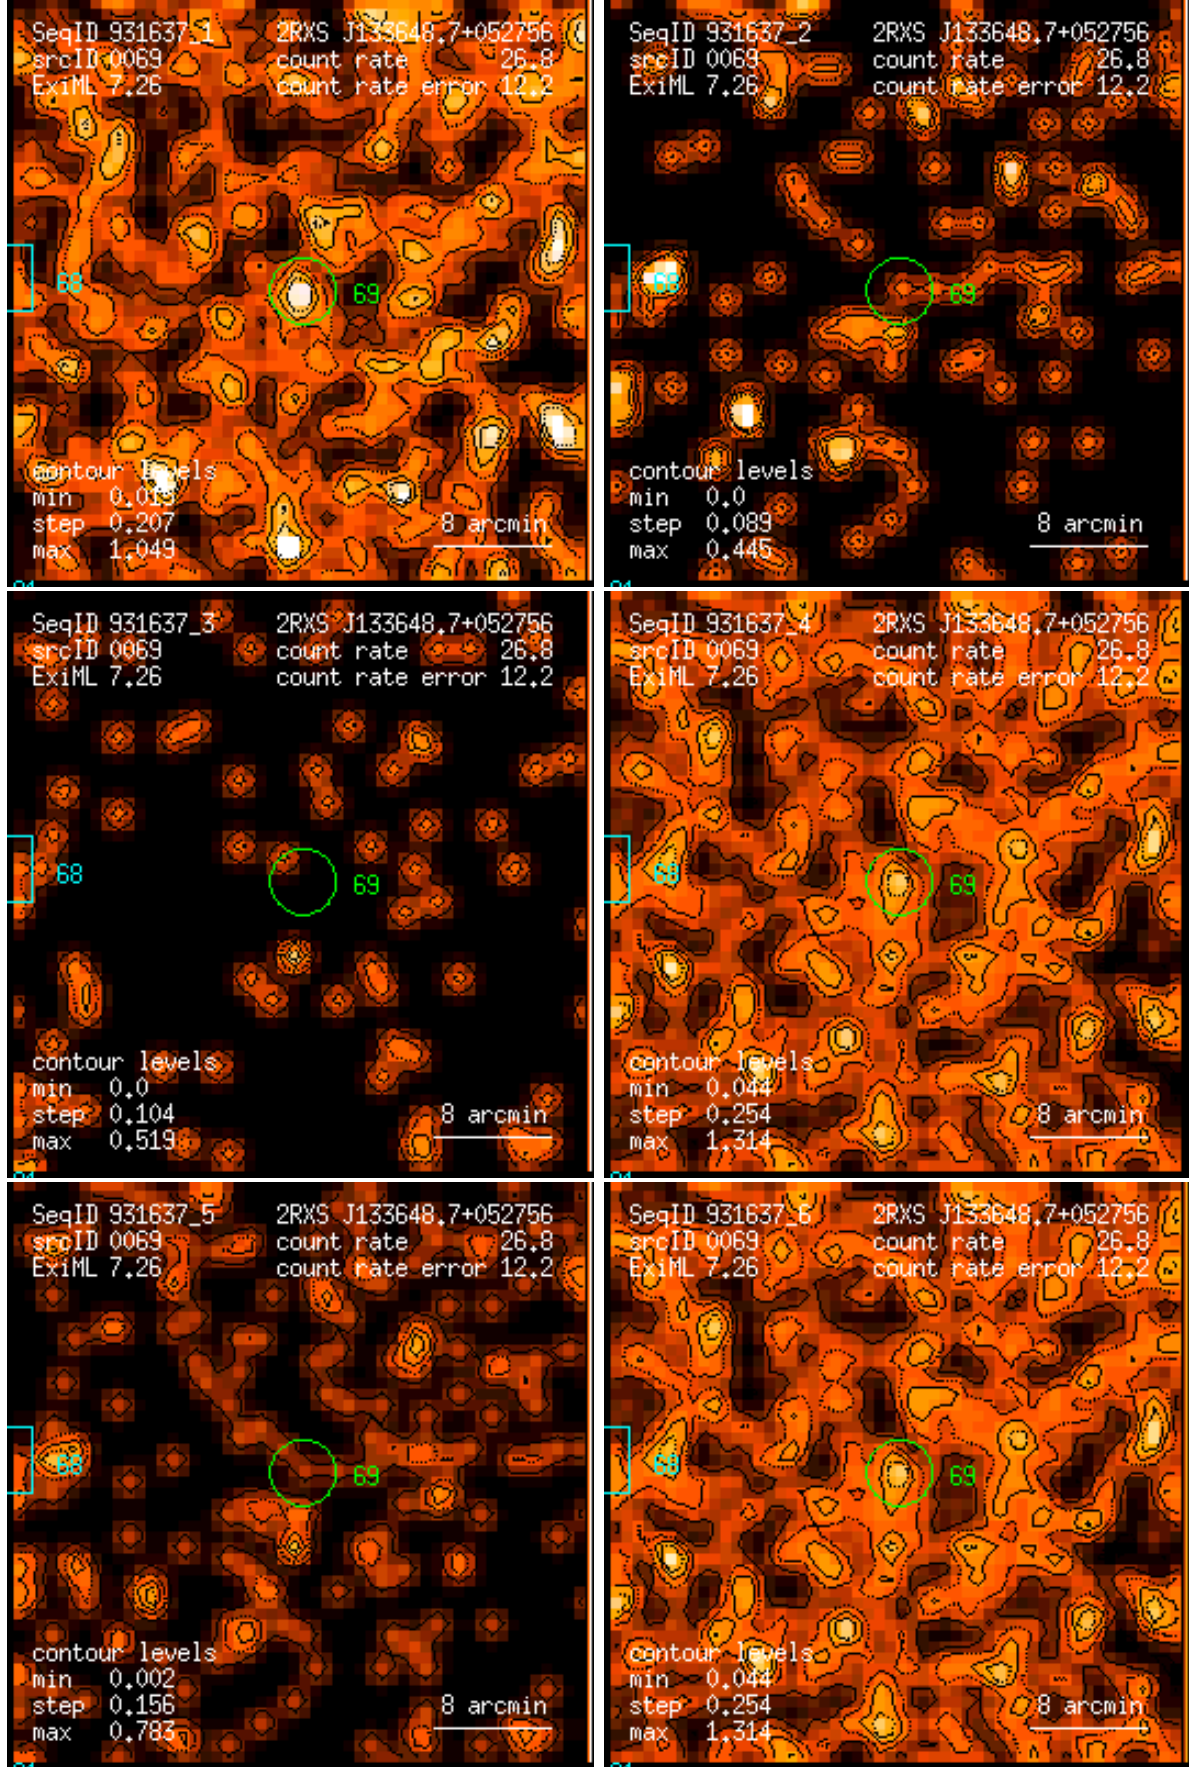 SeqID 931637_1 2RXS J133648.7+052756
srcID 0069 count rate 26.8
ExiML 7.26 count rate error 12.2
68
69
contour levels
min
step 0.207
max 1.049
8 arcmin
SeqID 931637_2 2RXS J133648.7+052756
srcID 0069 count rate 26.8
ExiML 7.26 count rate error 12.2
68
69
contour levels
min 0.0
step 0.089
max 0.445
8 arcmin
SeqID 931637_3 2RXS J133648.7+052756
srcID 0069 count rate 26.8
ExiML 7.26 count rate error 12.2
68
69
contour levels
min 0.0
step 0.104
max 0.519
8 arcmin
SeqID 931637_4 2RXS J133648.7+052756
srcID 0069 count rate 26.8
ExiML 7.26 count rate error 12.2
68
69
contour levels
min 0.044
step 0.254
max 1.314
8 arcmin
SeqID 931637_5 2RXS J133648.7+052756
srcID 0069 count rate 26.8
ExiML 7.26 count rate error 12.2
68
69
contour levels
min 0.002
step 0.156
max 0.783
8 arcmin
SeqID 931637_6 2RXS J133648.7+052756
srcID 0069 count rate 26.8
ExiML 7.26 count rate error 12.2
68
69
contour levels
min 0.044
step 0.254
max 1.314
8 arcmin